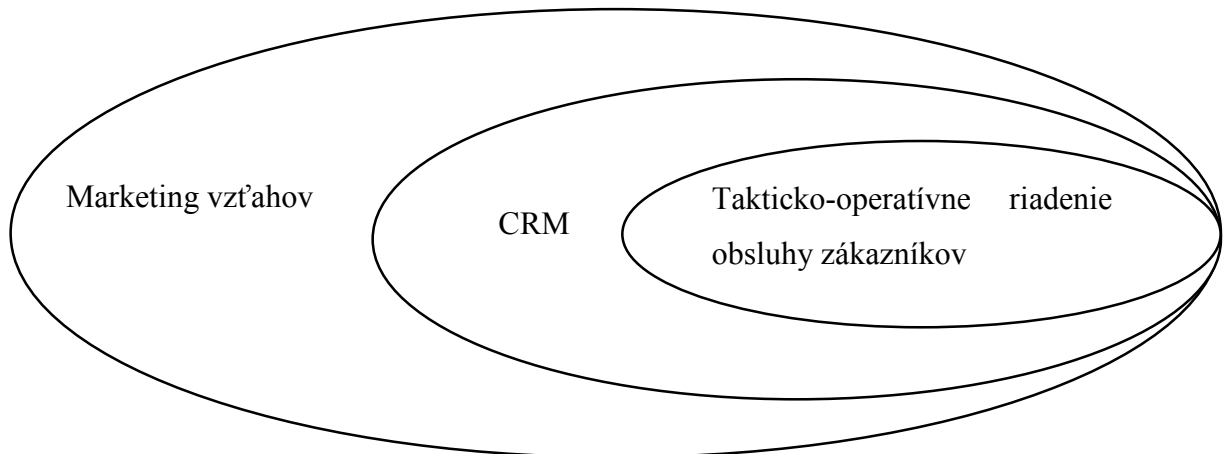 Marketing vzťahov
CRM
Takticko-operatívne riadenie
obsluhy zákazníkov